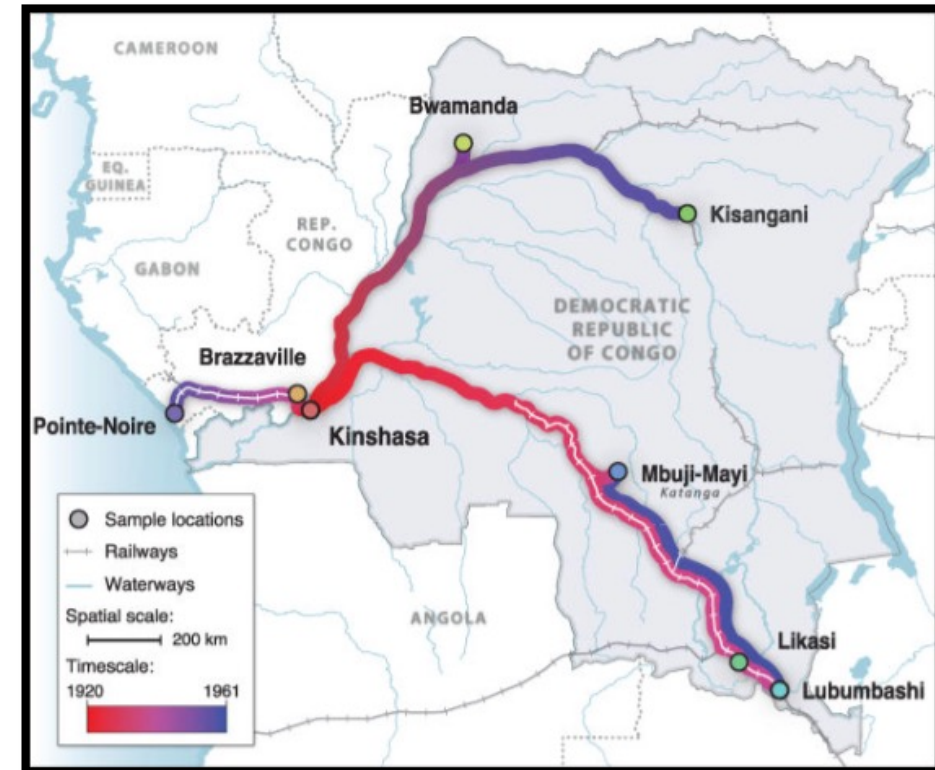 CAMEROON
Bwamanda
EQ.
GUINEA
REP.
CONGO
Kisangani
GABON
DEMOCRATIC
REPUBLIC
OF CONGO
Brazzaville
Pointe-Noire
Kinshasa
Mbuji-Mayi
Katanga
Sample locations
Railways
Waterways
Spatial scale:
200 km
Timescale:
1920 1961
ANGOLA
Likasi
Lubumbashi